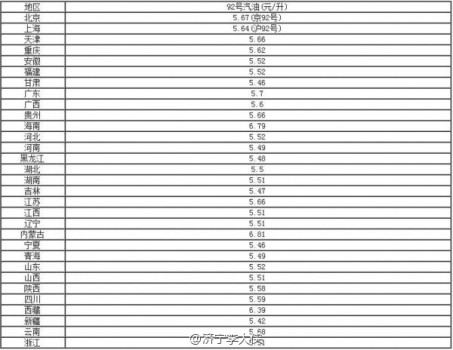 地区 92号汽油(元/升)
北京 5.67(京92号)
上海 5.64(沪92号)
天津 5.66
重庆 5.62
安徽 5.52
福建 5.52
甘肃 5.46
广东 5.7
广西 5.6
贵州 5.66
海南 6.79
河北 5.52
河南 5.49
黑龙江 5.48
湖北 5.5
湖南 5.51
吉林 5.47
江苏 5.66
江西 5.51
辽宁 5.51
内蒙古 6.81
宁夏 5.46
青海 5.49
山东 5.52
山西 5.51
陕西 5.58
四川 5.59
西藏 6.39
新疆 5.42
云南 5.68
浙江
@济宁李大侠